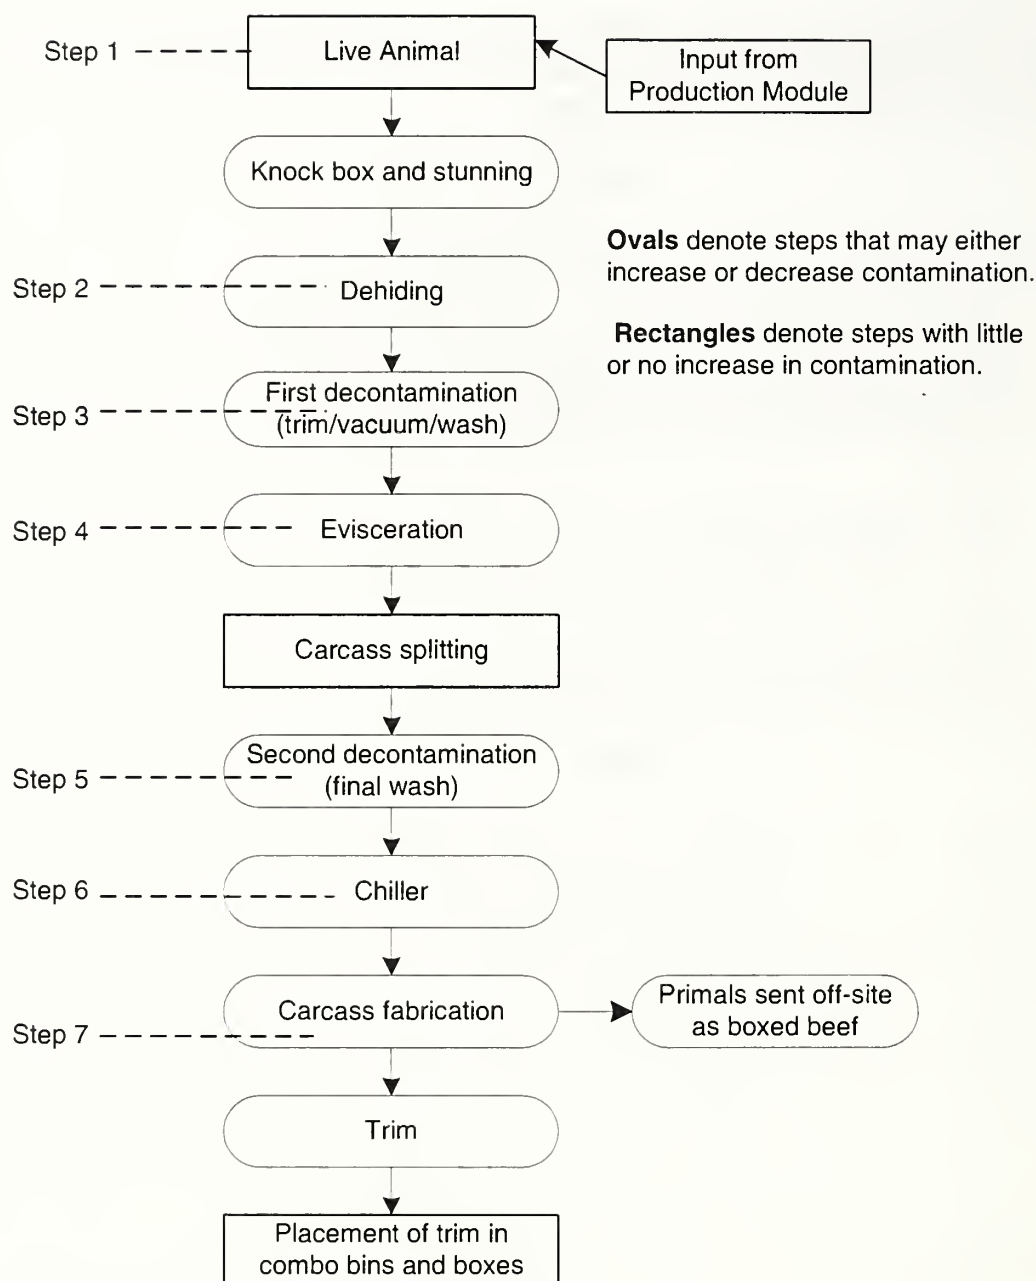 Step 1
Live Animal
Input from
Production Module
Knock box and stunning
Ovals denote steps that may either
increase or decrease contamination.
Step 2
Dehiding
Rectangles denote steps with little
or no increase in contamination.
Step 3
First decontamination
(trim/vacuum/wash)
Step 4
Evisceration
Carcass splitting
Step 5
Second decontamination
(final wash)
Step 6
Chiller
Carcass fabrication
Primals sent off-site
as boxed beef
Step 7
Trim
Placement of trim in
combo bins and boxes